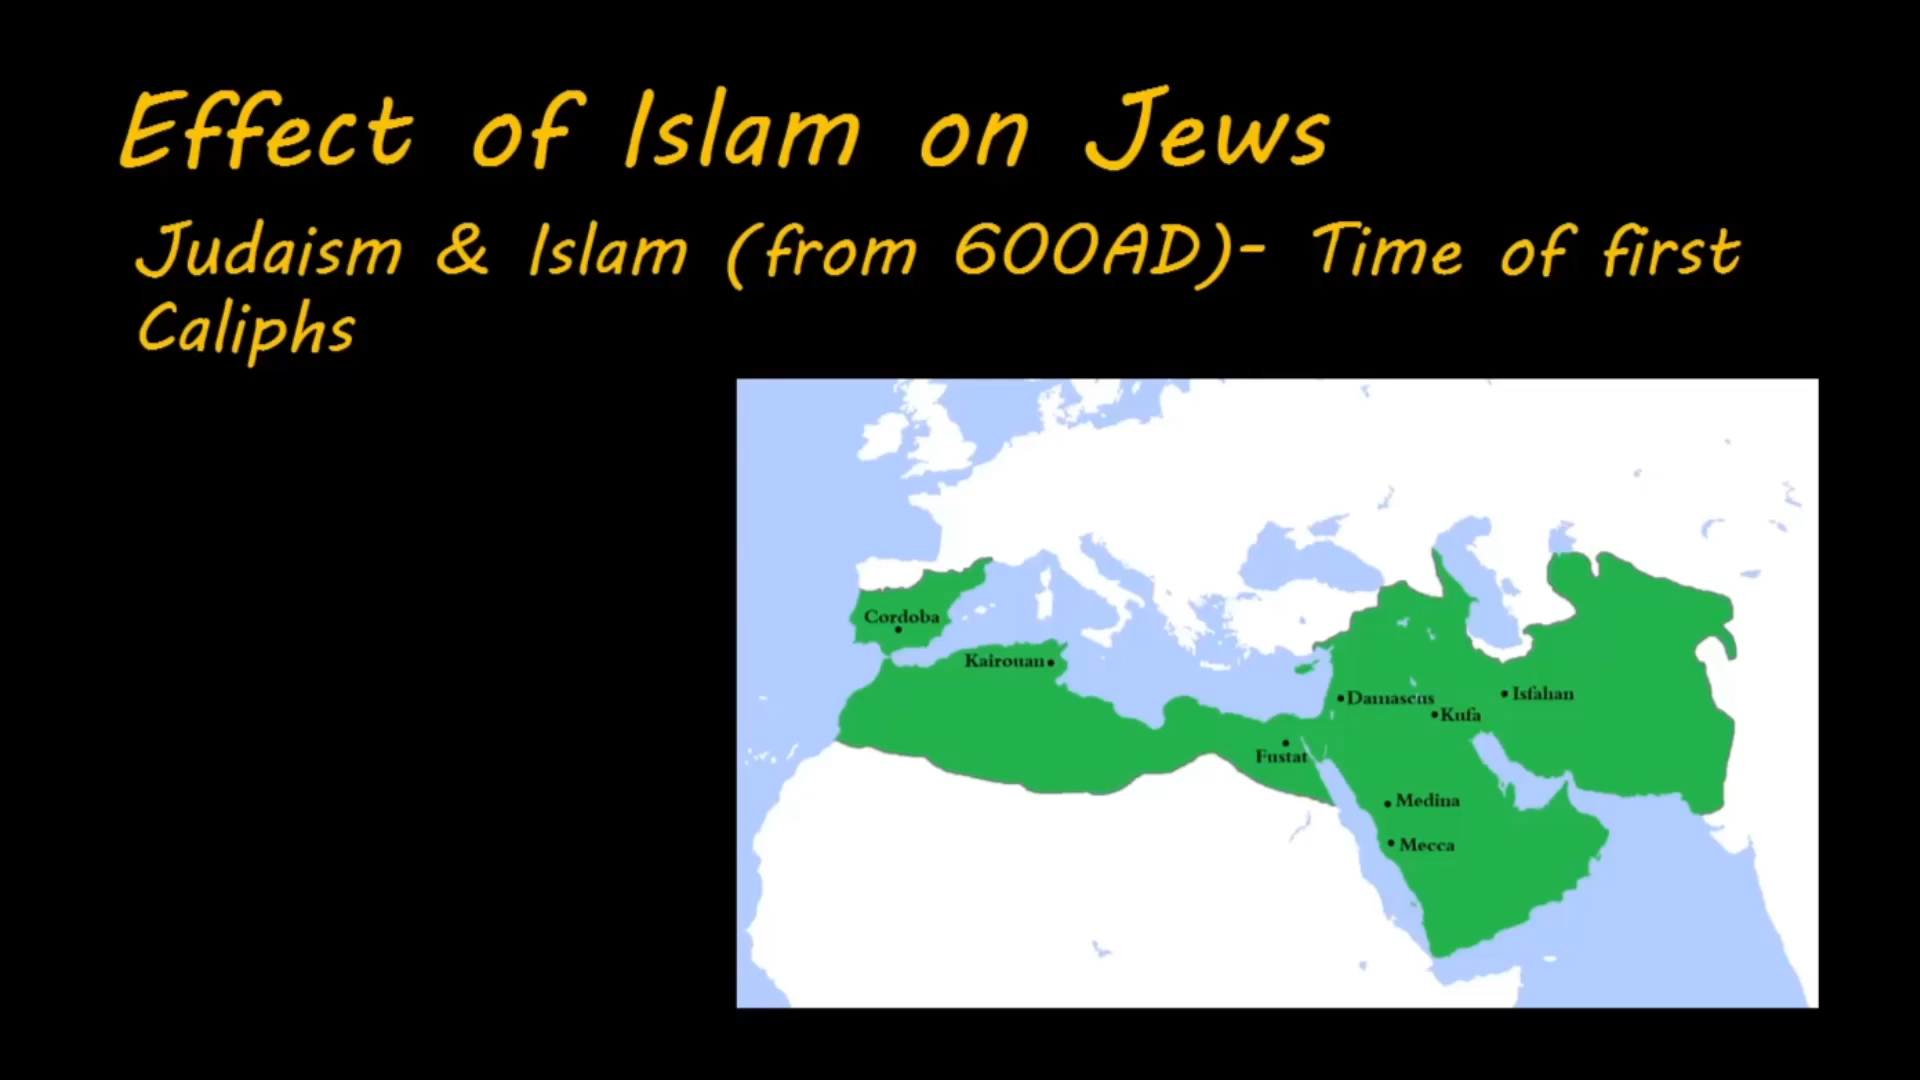 Effect of Islam on Jews
Judaism & Islam (from 600AD)- Time of first
Caliphs
Cordoba
Kairouan
Damascus
Isfahan
Kufa
Fustat
Medina
Mecca